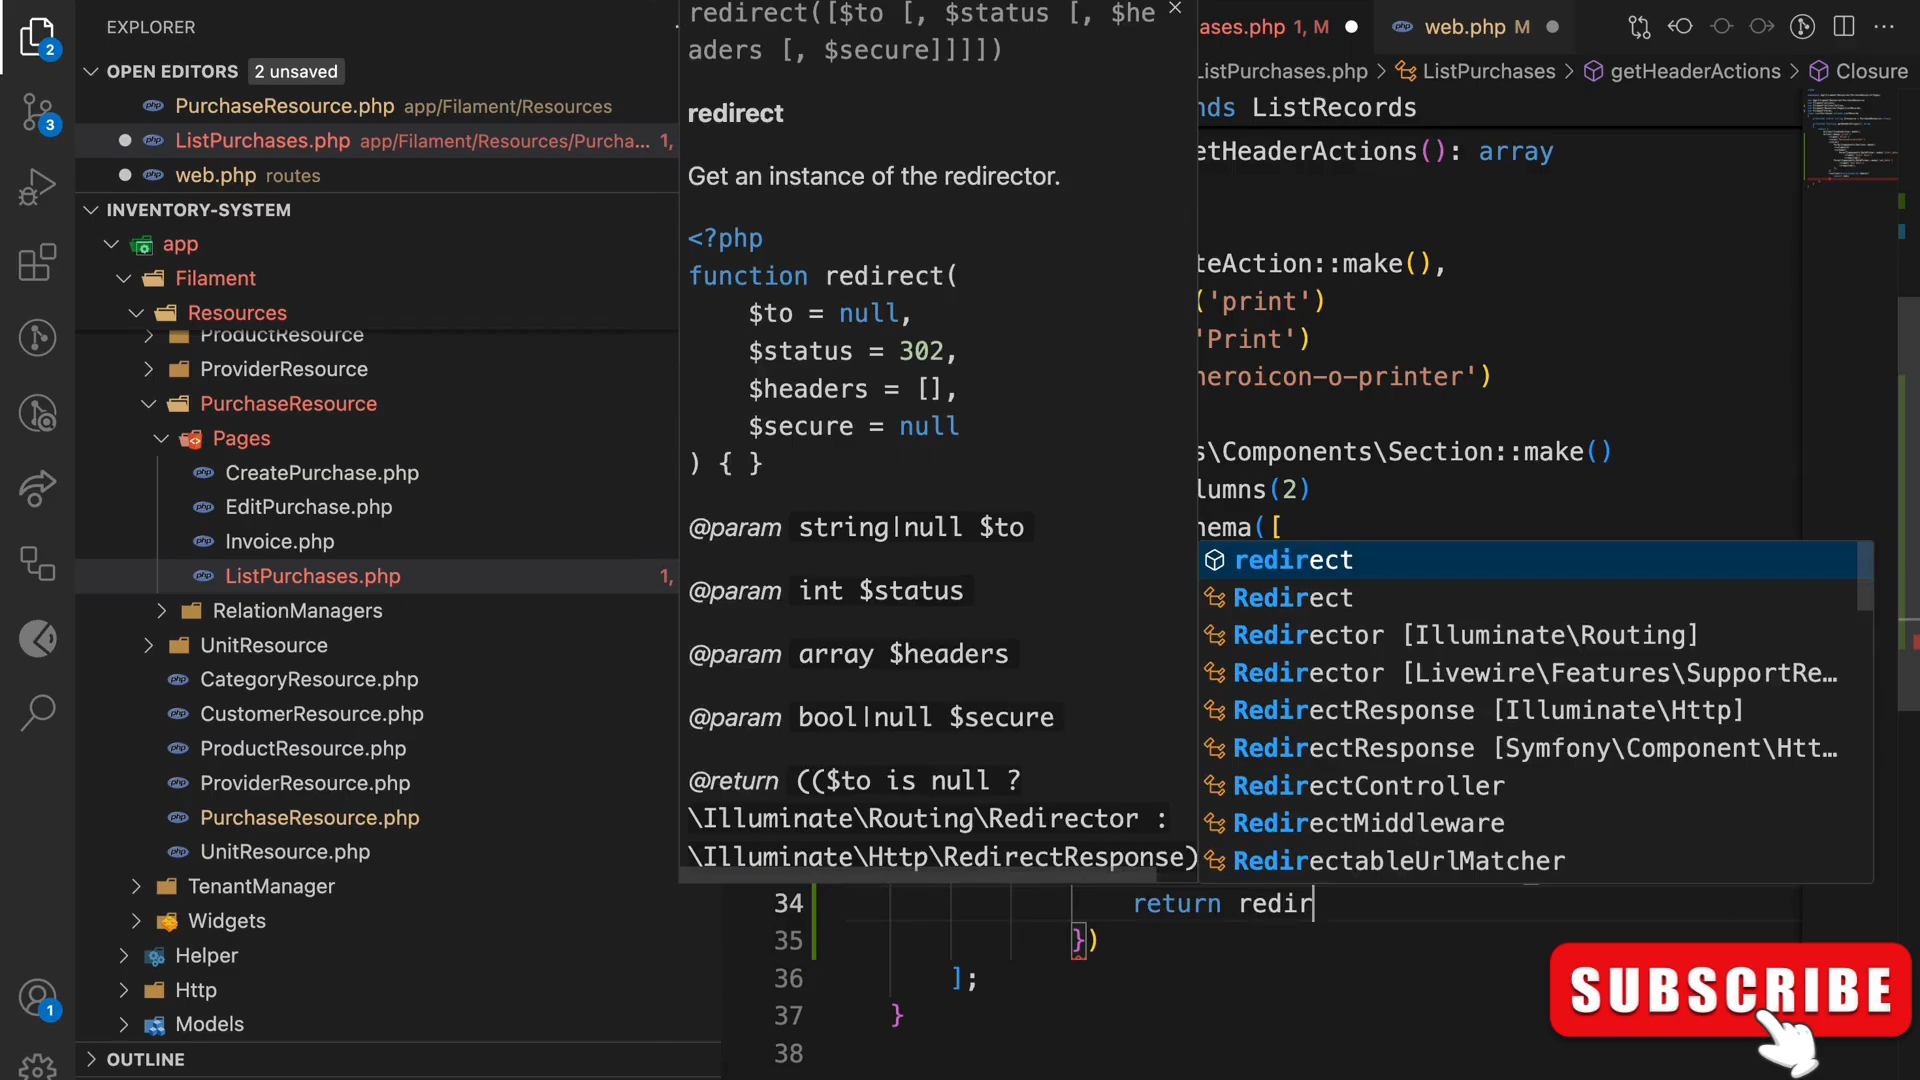 EXPLORER
OPEN EDITORS 2 unsaved
PurchaseResource.php app/Filament/Resources
ListPurchases.php app/Filament/Resources/Purcha... 1,
web.php routes
INVENTORY-SYSTEM
app
Filament
Resources
ProductResource
ProviderResource
PurchaseResource
Pages
CreatePurchase.php
EditPurchase.php
Invoice.php
ListPurchases.php 1,
RelationManagers
UnitResource
CategoryResource.php
CustomerResource.php
ProductResource.php
ProviderResource.php
PurchaseResource.php
UnitResource.php
TenantManager
Widgets
Helper
Http
Models
OUTLINE
2
3
1
redirect([$to [, $status [, $he
aders [, $secure]]]])
redirect
Get an instance of the redirector.
<?php
function redirect(
$to = null,
$status = 302,
$headers = [],
$secure = null
) { }
@param string|null $to
@param int $status
@param array $headers
@param bool|null $secure
@return (($to is null ?
\Illuminate\Routing\Redirector :
\Illuminate\Http\RedirectResponse)
ases.php 1, M
web.php M
ListPurchases.php > ListPurchases > getHeaderActions > Closure
nds ListRecords
etHeaderActions(): array
teAction::make(),
('print')
'Print')
heroicon-o-printer')
s\Components\Section::make()
lumns(2)
hema([
redirect
Redirect
Redirector [Illuminate\Routing]
Redirector [Livewire\Features\SupportRe...
RedirectResponse [Illuminate\Http]
RedirectResponse [Symfony\Component\Htt...
RedirectController
RedirectMiddleware
RedirectableUrlMatcher
34 return redir
35 })
36 ];
37 }
38
SUBSCRIBE